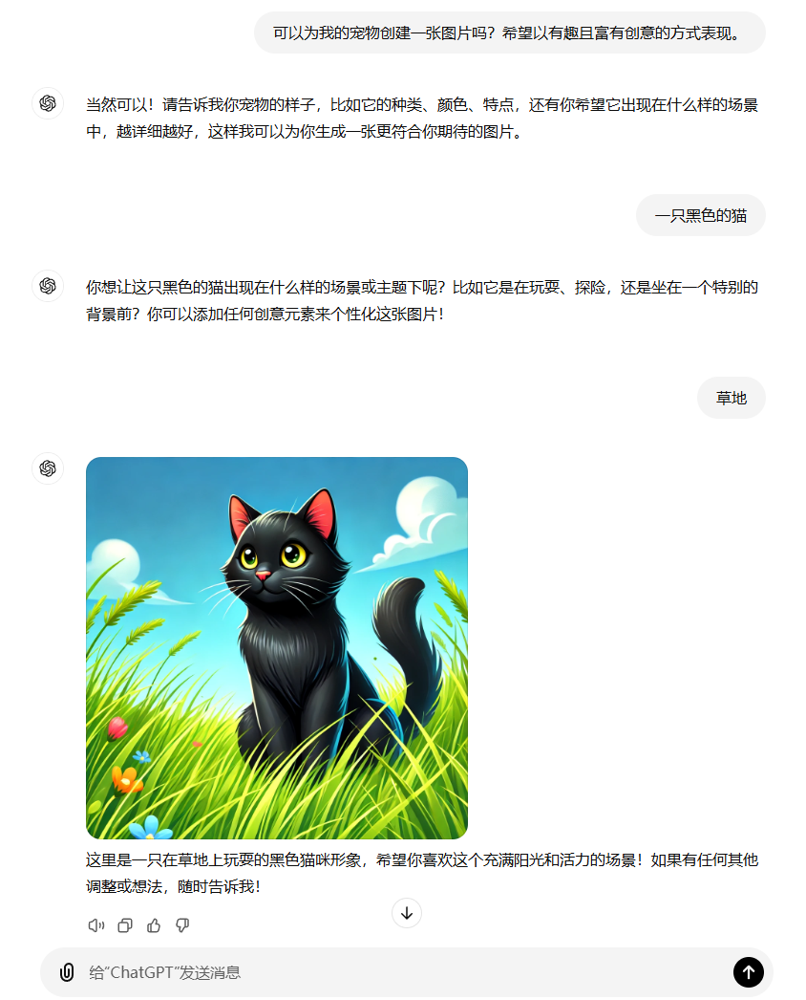 可以为我的宠物创建一张图片吗？希望以有趣且富有创意的方式表现。
当然可以！请告诉我你宠物的样子，比如它的种类、颜色、特点，还有你希望它出现在什么样的场景
中，越详细越好，这样我可以为你生成一张更符合你期待的图片。
一只黑色的猫
你想让这只黑色的猫出现在什么样的场景或主题下呢？比如它是在玩耍、探险，还是坐在一个特别的
背景前？你可以添加任何创意元素来个性化这张图片！
草地
这里是一只在草地上玩耍的黑色猫咪形象，希望你喜欢这个充满阳光和活力的场景！如果有任何其他
调整或想法，随时告诉我！
给“ChatGPT”发送消息